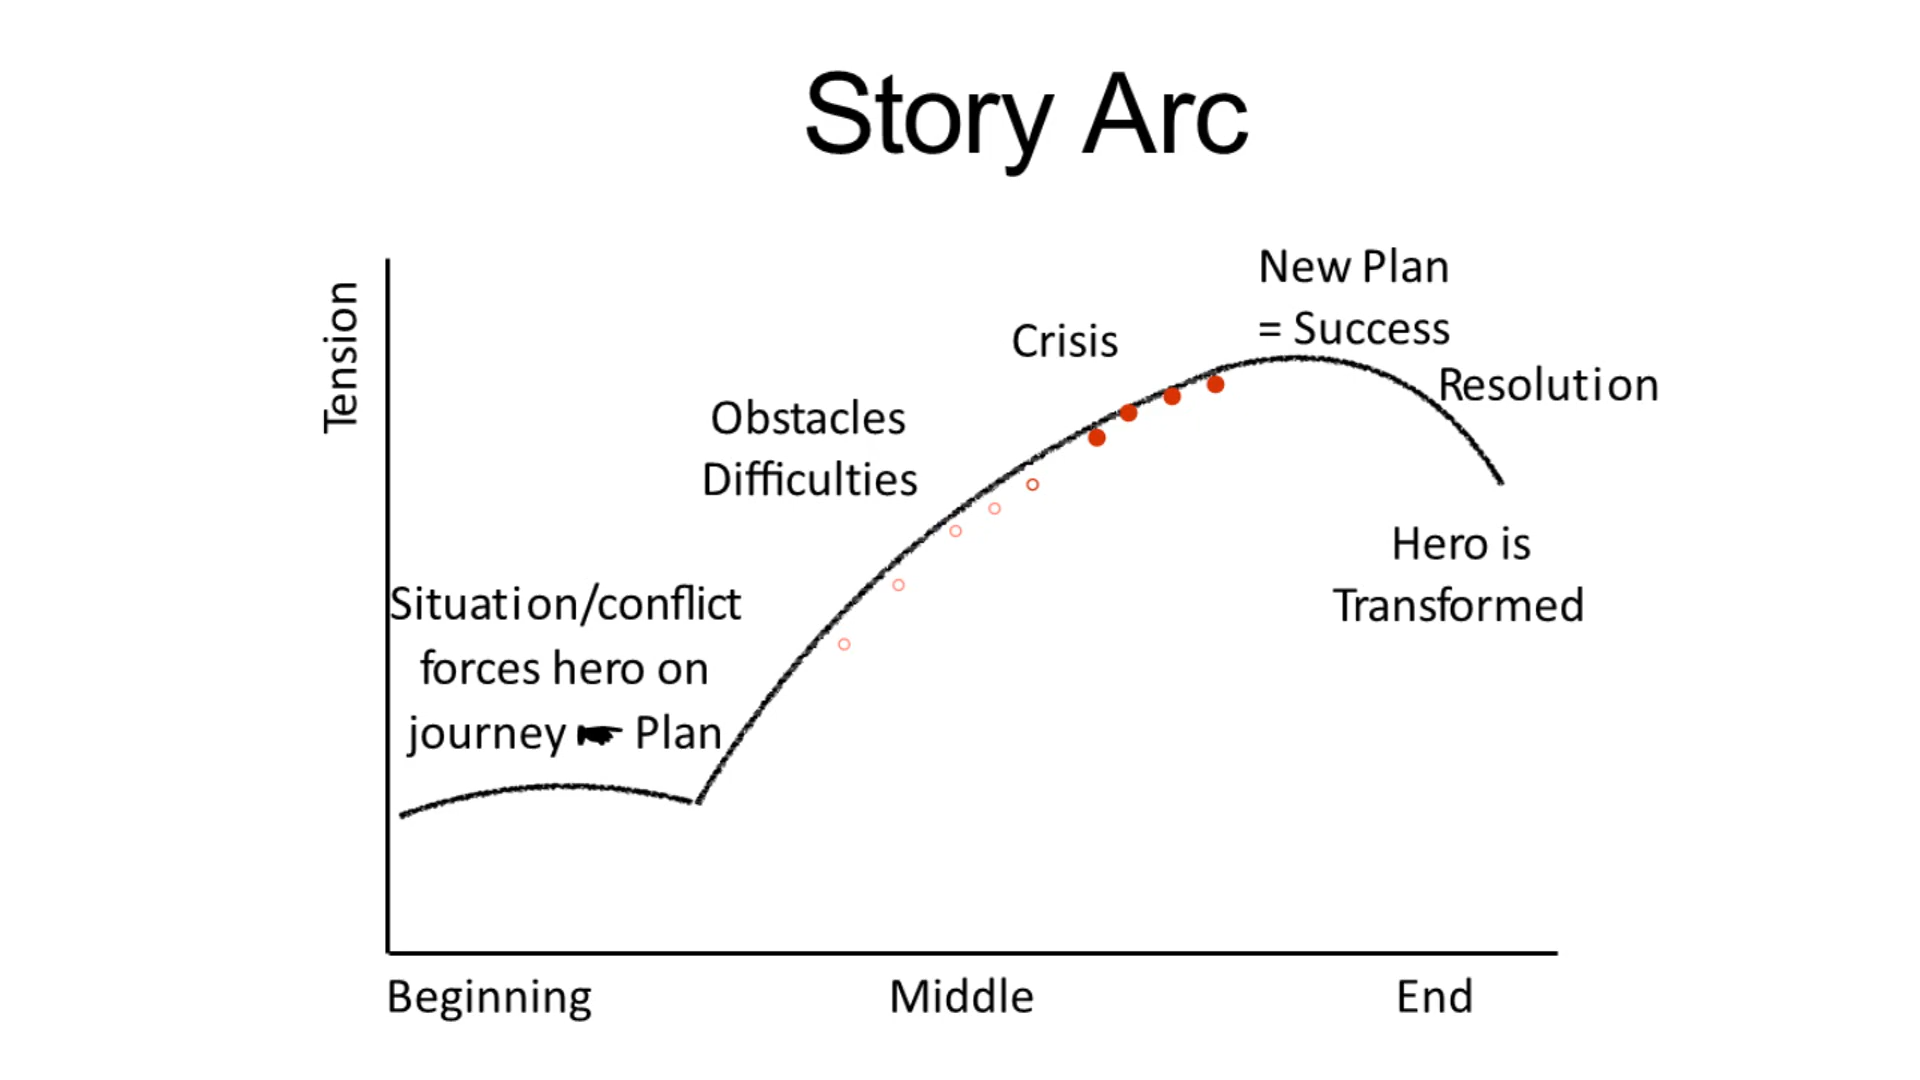 Story Arc
Tension
New Plan
= Success
Crisis
Resolution
Obstacles
Difficulties
Hero is
Transformed
Situation/conflict
forces hero on
journey ☛ Plan
Beginning
Middle
End